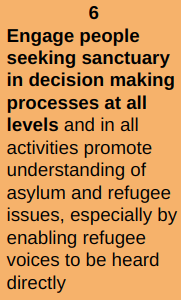 6
Engage people
seeking sanctuary
in decision making
processes at all
levels and in all
activities promote
understanding of
asylum and refugee
issues, especially by
enabling refugee
voices to be heard
directly